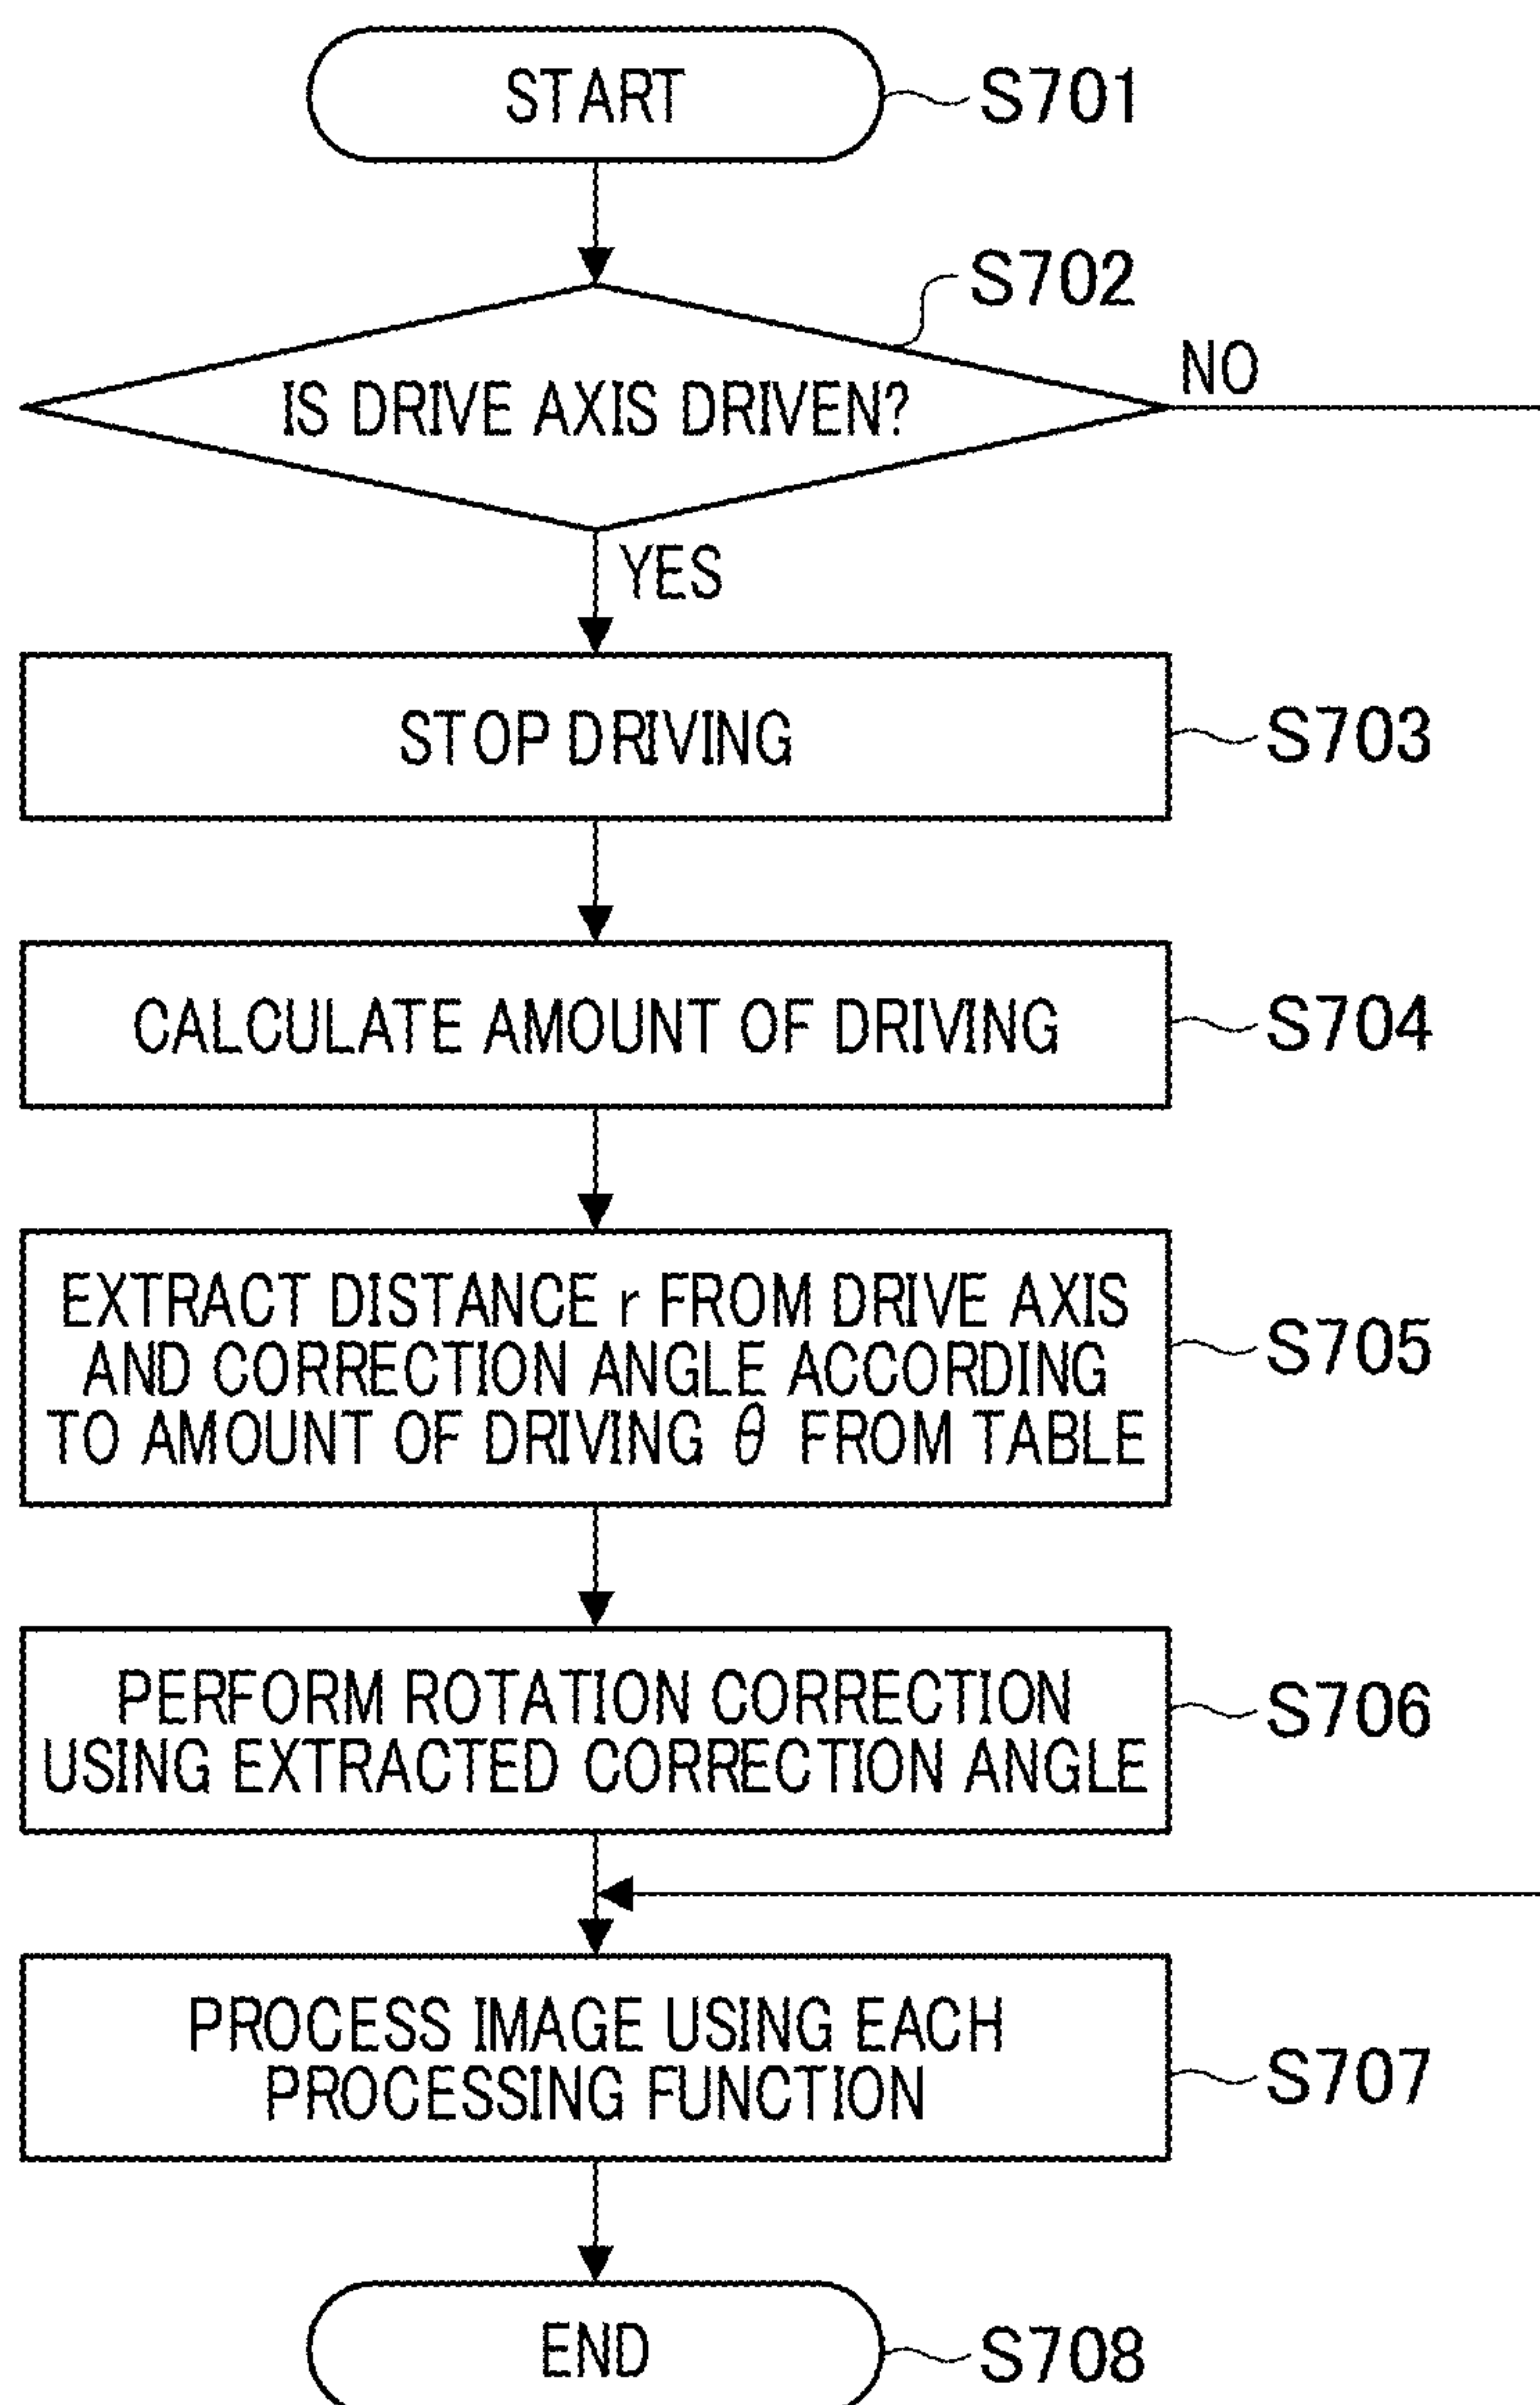 START
S701
S702
IS DRIVE AXIS DRIVEN?
NO
YES
STOP DRIVING
S703
CALCULATE AMOUNT OF DRIVING
S704
EXTRACT DISTANCE r FROM DRIVE AXIS
AND CORRECTION ANGLE ACCORDING
TO AMOUNT OF DRIVING θ FROM TABLE
S705
PERFORM ROTATION CORRECTION
USING EXTRACTED CORRECTION ANGLE
S706
PROCESS IMAGE USING EACH
PROCESSING FUNCTION
S707
END
S708